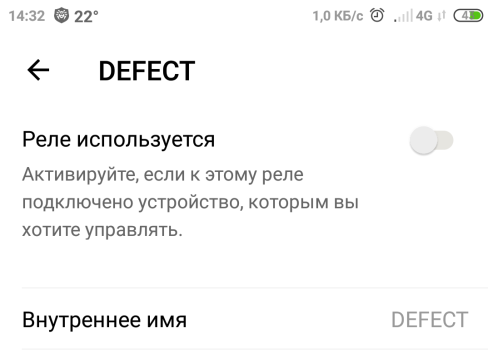 14:32 22° 1,0 КБ/с 4G
DEFECT
Реле используется
Активируйте, если к этому реле
подключено устройство, которым вы
хотите управлять.
Внутреннее имя DEFECT